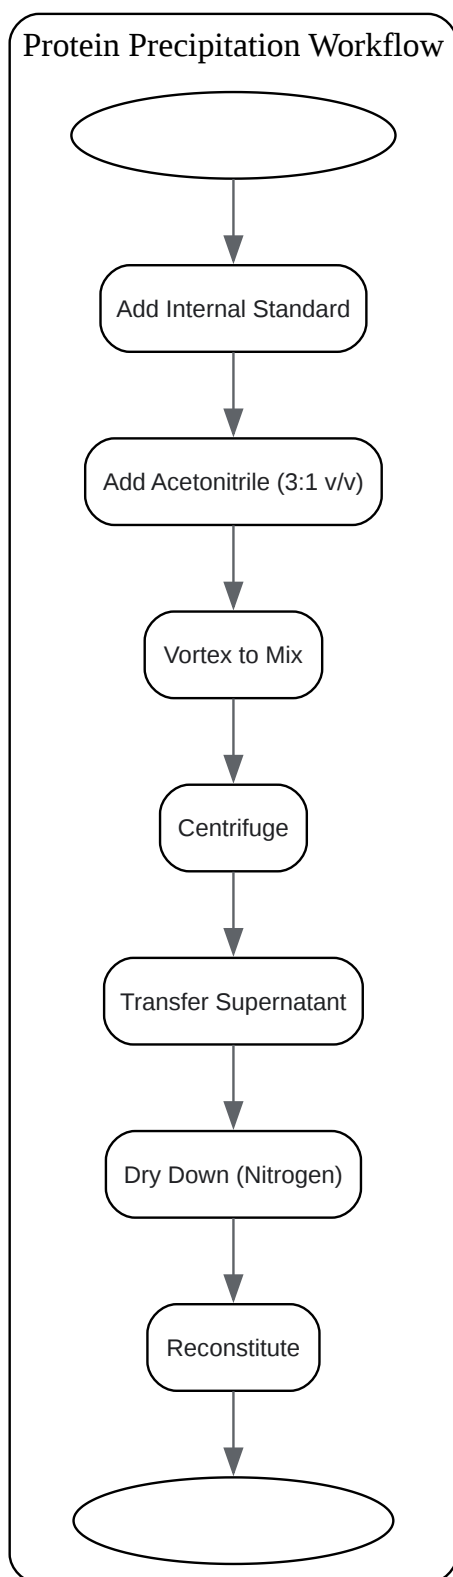 Protein Precipitation Workflow
Add Internal Standard
Add Acetonitrile (3:1 v/v)
Vortex to Mix
Centrifuge
Transfer Supernatant
Dry Down (Nitrogen)
Reconstitute